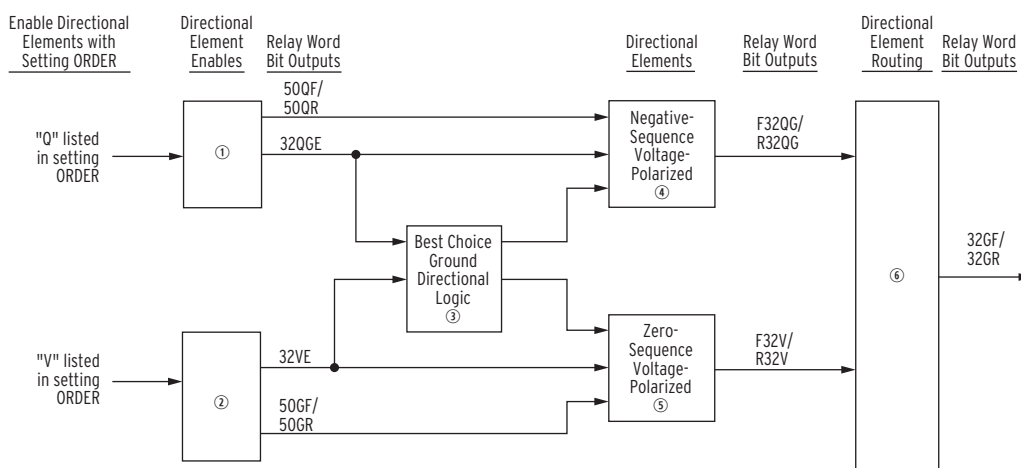 Enable Directional
Elements with
Setting ORDER
Directional
Element
Enables
Relay Word
Bit Outputs
Directional
Elements
Relay Word
Bit Outputs
Directional
Element
Routing
Relay Word
Bit Outputs
"Q" listed
in setting
ORDER
①
50QF/
50QR
32QGE
Negative-
Sequence
Voltage-
Polarized
④
F32QG/
R32QG
Best Choice
Ground
Directional
Logic
③
⑥
32GF/
32GR
"V" listed
in setting
ORDER
②
32VE
50GF/
50GR
Zero-
Sequence
Voltage-
Polarized
⑤
F32V/
R32V